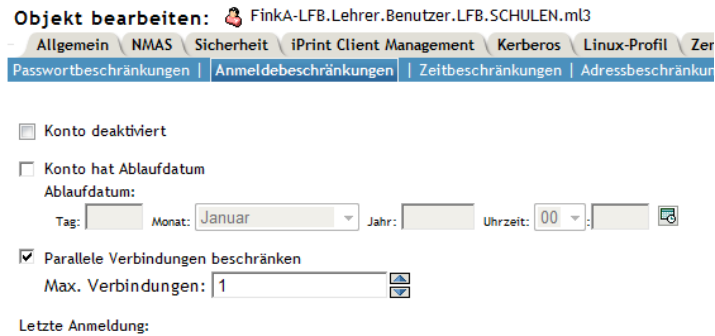 Objekt bearbeiten: FinkA-LFB.Lehrer.Benutzer.LFB.SCHULEN.ml3
Allgemein NMAS Sicherheit iPrint Client Management Kerberos Linux-Profil Zer
Passwortbeschränkungen | Anmeldebeschränkungen | Zeitbeschränkungen | Adressbeschränkun
Konto deaktiviert
Konto hat Ablaufdatum
Ablaufdatum:
Tag: Monat: Januar Jahr: Uhrzeit: 00 :
Parallele Verbindungen beschränken
Max. Verbindungen: 1
Letzte Anmeldung: